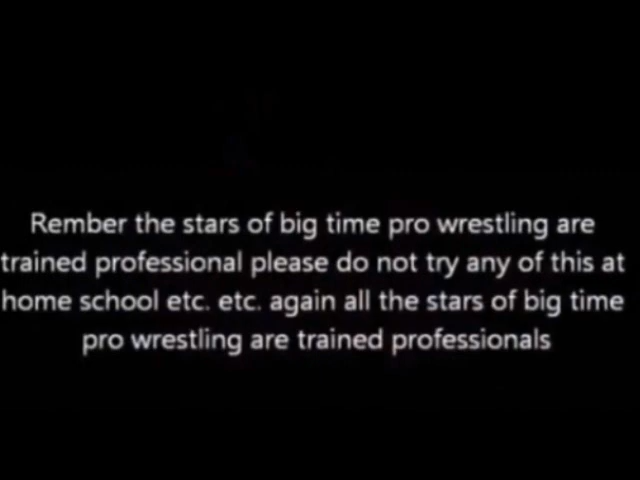 Rember the stars of big time pro wrestling are
trained professional please do not try any of this at
home school etc. etc. again all the stars of big time
pro wrestling are trained professionals